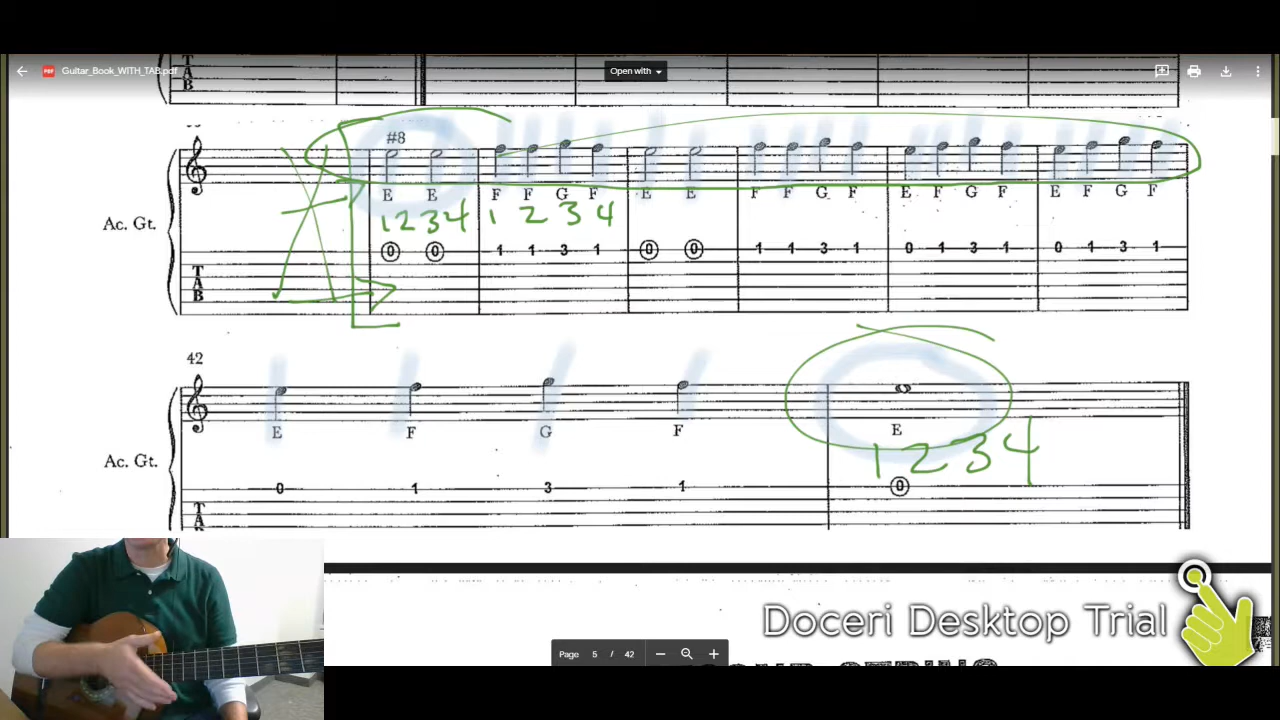 Guitar_Book_WITH_TAB.pdf
Open with
#8
E E F F G F E E F F G F E F G F E F G F
1 2 3 4 1 2 3 4
Ac. Gt.
0 0 1 1 3 1 0 0 1 1 3 1 0 1 3 1 0 1 3 1
T
A
B
42
E F G F E
1 2 3 4
Ac. Gt.
0 1 3 1 0
T
A
Doceri Desktop Trial
Page 5 / 42